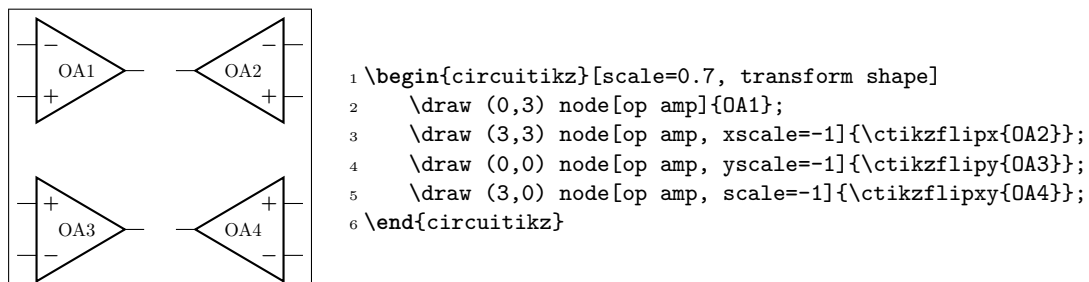 − −
OA1 OA2
+ +
+ +
OA3 OA4
− −
1 \begin{circuitikz}[scale=0.7, transform shape]
2 \draw (0,3) node[op amp]{OA1};
3 \draw (3,3) node[op amp, xscale=-1]{\ctikzflipx{OA2}};
4 \draw (0,0) node[op amp, yscale=-1]{\ctikzflipy{OA3}};
5 \draw (3,0) node[op amp, scale=-1]{\ctikzflipxy{OA4}};
6 \end{circuitikz}